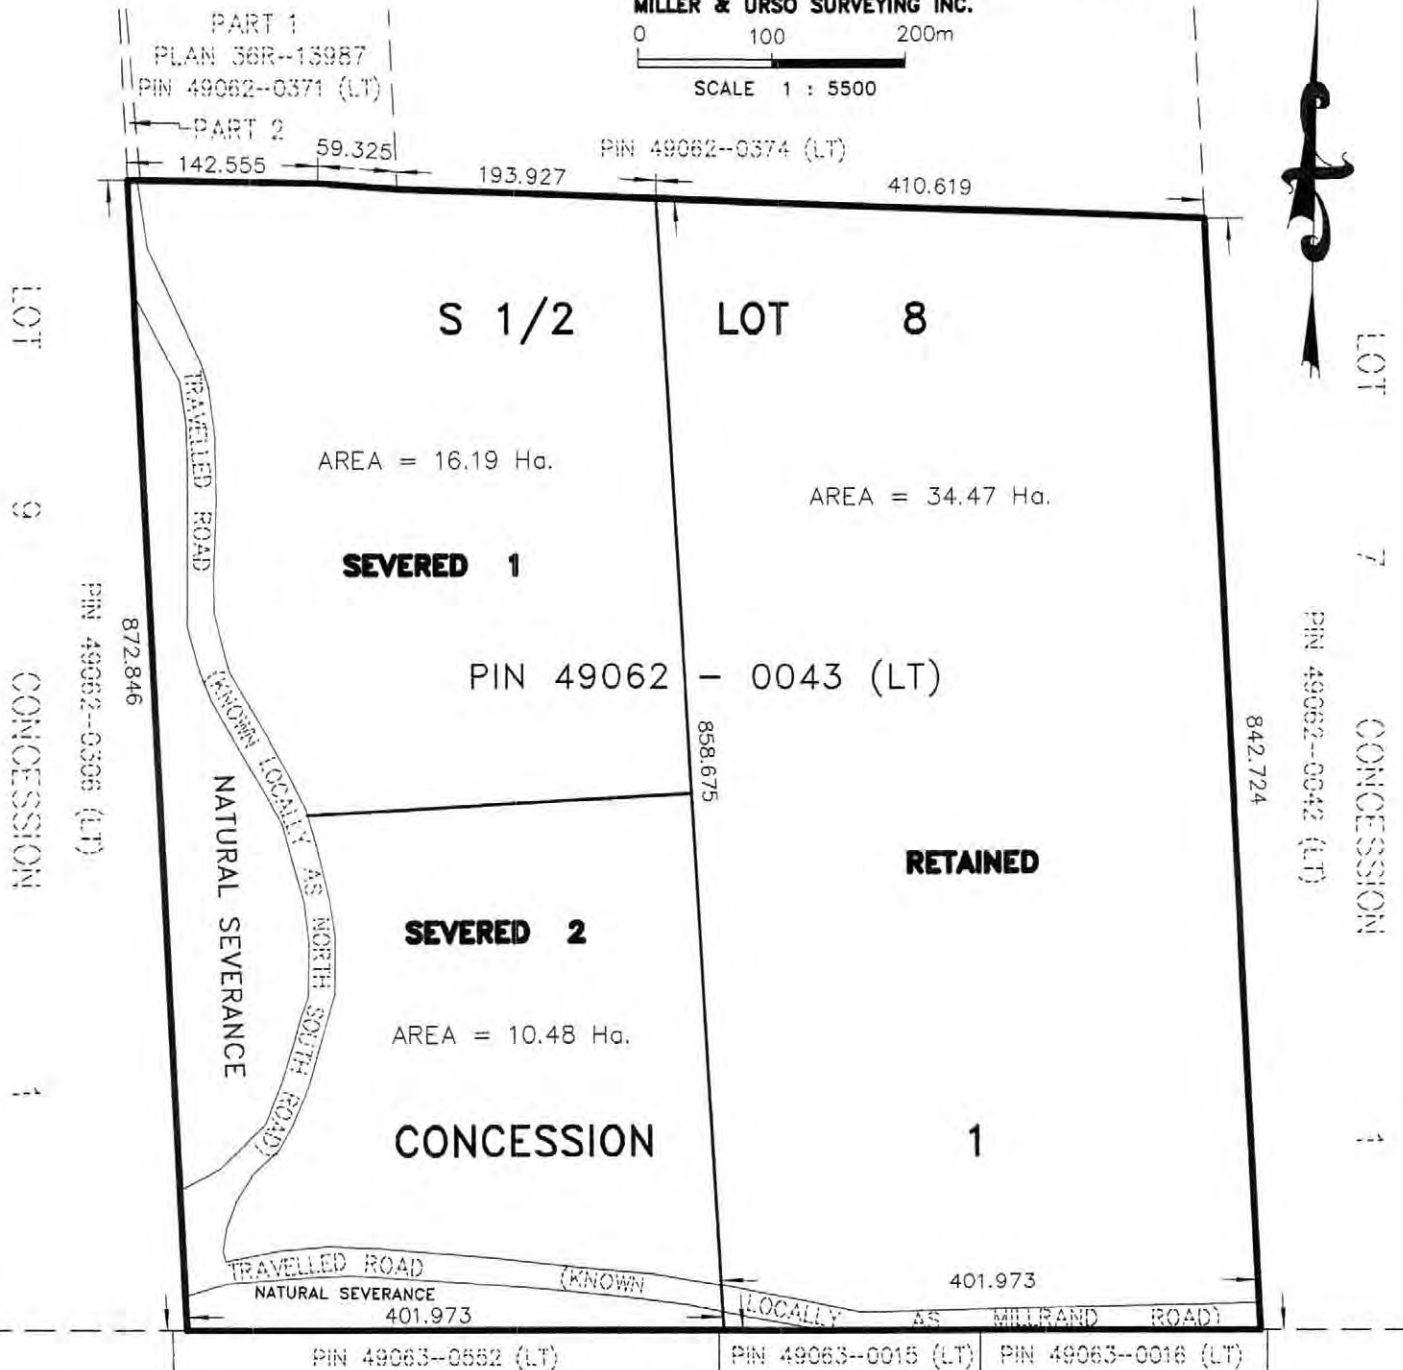 MILLER & URSO SURVEYING INC.
0 100 200m
SCALE 1 : 5500
PART 1
PLAN 36R--13987
PIN 49062--0371 (LT)
PART 2
142.555
59.325
193.927
PIN 49062--0374 (LT)
410.619
S 1/2 LOT 8
AREA = 16.19 Ha.
AREA = 34.47 Ha.
SEVERED 1
PIN 49062 - 0043 (LT)
LOT 9 CONCESSION 1
PIN 49062--0306 (LT)
872.846
TRAVELLED ROAD
(KNOWN LOCALLY AS NORTH SOUTH ROAD)
NATURAL SEVERANCE
858.675
842.724
PIN 49062--0042 (LT)
LOT 7 CONCESSION 1
RETAINED
SEVERED 2
AREA = 10.48 Ha.
CONCESSION 1
TRAVELLED ROAD (KNOWN LOCALLY AS MILLRAND ROAD)
NATURAL SEVERANCE
401.973
401.973
PIN 49063--0552 (LT)
PIN 49063--0015 (LT)
PIN 49063--0016 (LT)